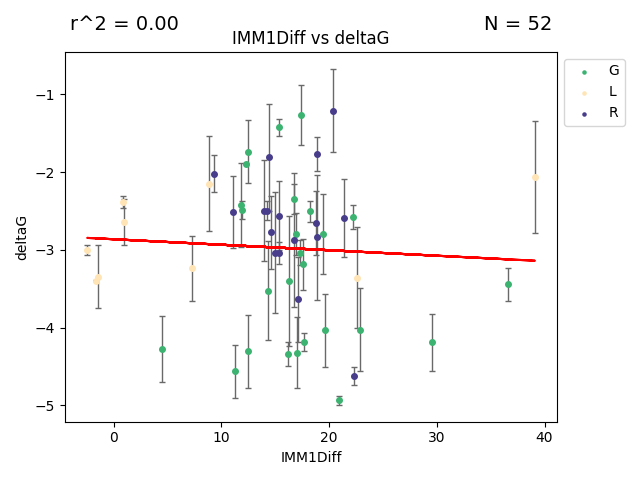 r^2 = 0.00
N = 52
IMM1Diff vs deltaG
G
L
R
−1
−2
−3
−4
−5
deltaG
0
10
20
30
40
IMM1Diff